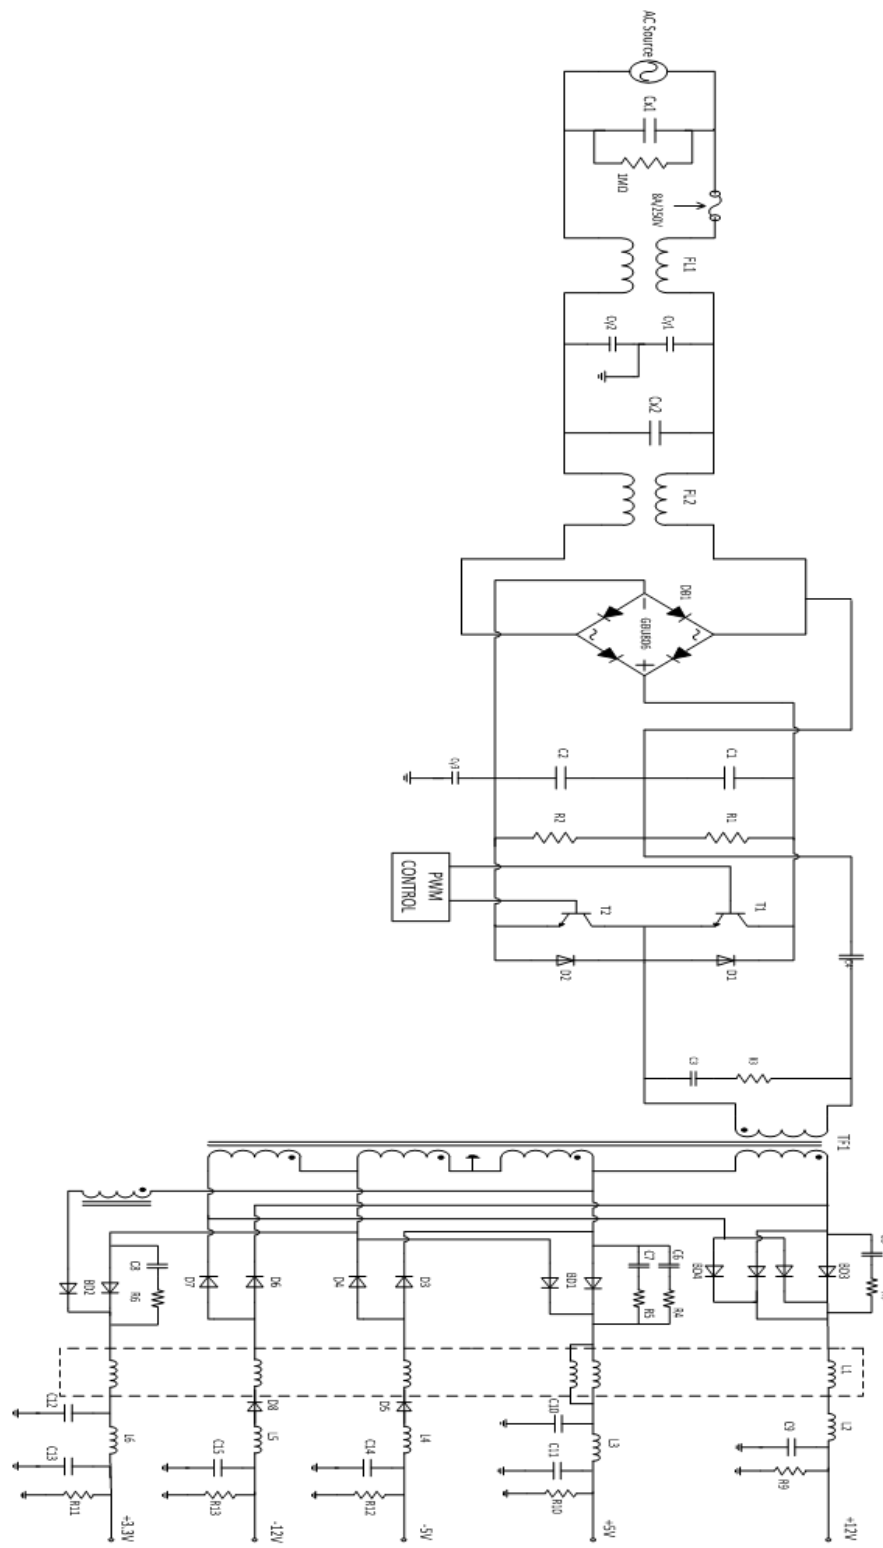 AC Source
Cx1
1MΩ
8A/250V
FL1
Cy1
Cy2
Cx2
FL2
DB1
GBU8D6
C1
C2
Cy3
R1
R2
PWM
CONTROL
T1
T2
D1
D2
C4
R3
C3
TF1
BD3
BD4
C6
R4
C7
R5
BD1
D3
D4
D6
D7
C8
R6
BD2
L1
L2
C9
R9
+12V
L3
C10
C11
R10
+5V
D5
L4
C14
R12
-5V
D8
L5
C15
R13
-12V
C12
L6
C13
R11
+3.3V